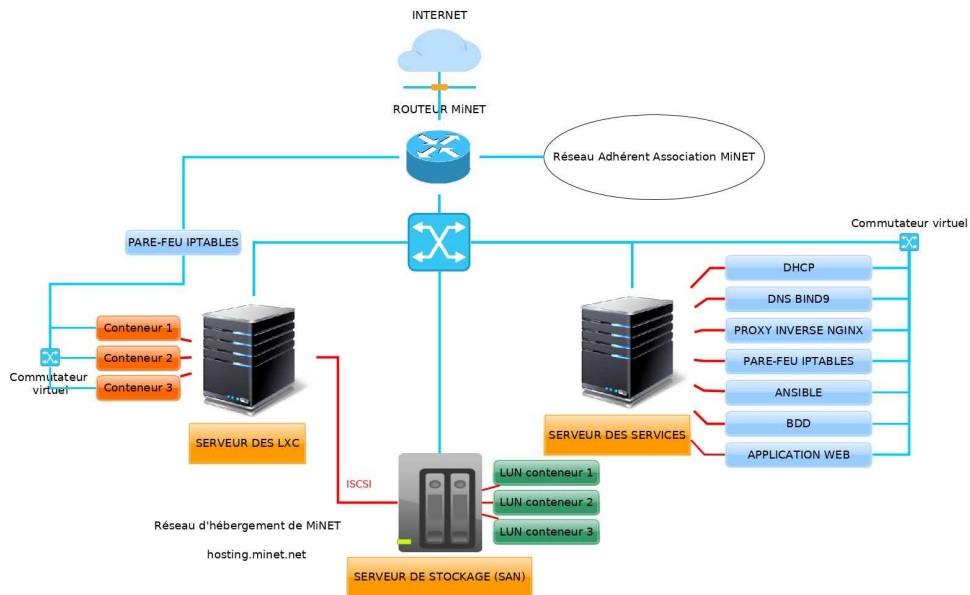 INTERNET
ROUTEUR MiNET
Réseau Adhérent Association MiNET
Commutateur virtuel
PARE-FEU IPTABLES
DHCP
DNS BIND9
PROXY INVERSE NGINX
PARE-FEU IPTABLES
ANSIBLE
BDD
APPLICATION WEB
Conteneur 1
Conteneur 2
Conteneur 3
Commutateur
virtuel
SERVEUR DES LXC
SERVEUR DES SERVICES
ISCSI
LUN conteneur 1
LUN conteneur 2
LUN conteneur 3
Réseau d'hébergement de MiNET
hosting.minet.net
SERVEUR DE STOCKAGE (SAN)